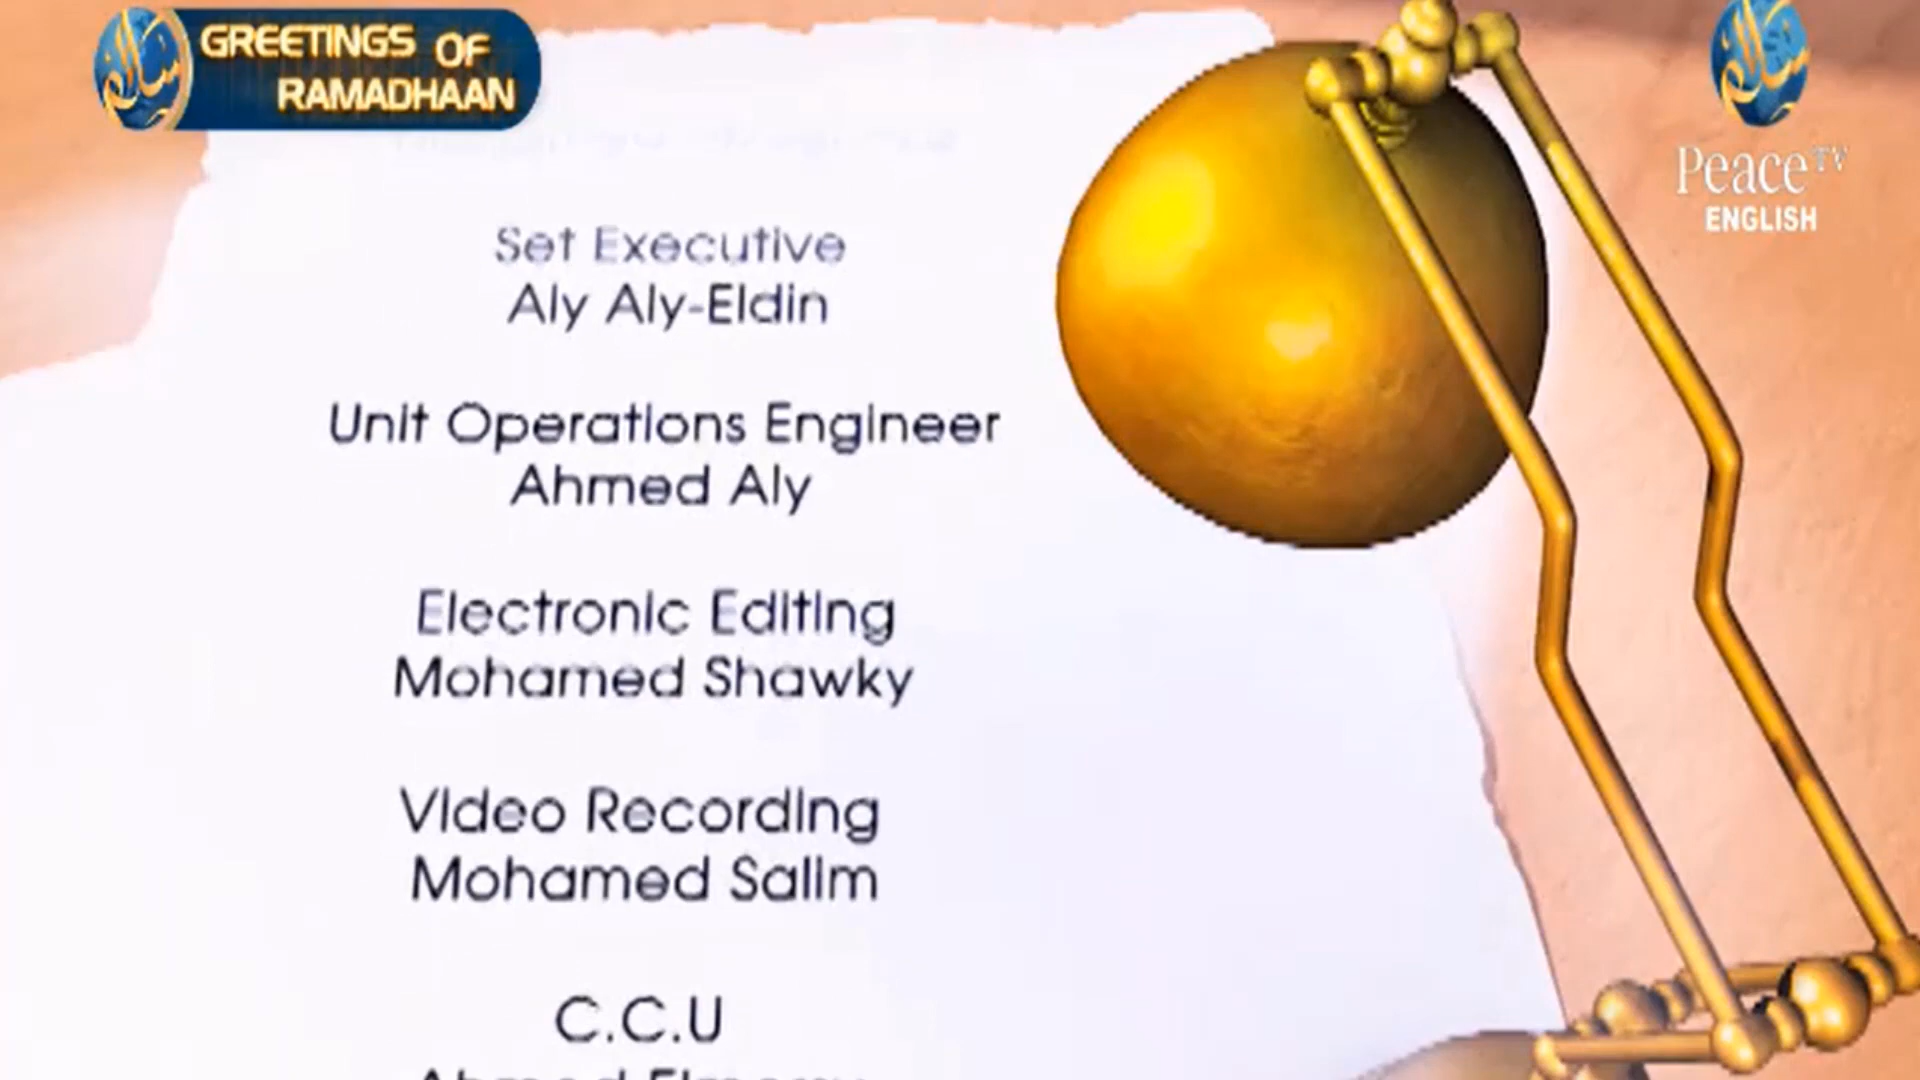 GREETINGS OF
RAMADHAAN
سلام
Peace TV
ENGLISH
Set Executive
Aly Aly-Eldin
Unit Operations Engineer
Ahmed Aly
Electronic Editing
Mohamed Shawky
Video Recording
Mohamed Salim
C.C.U